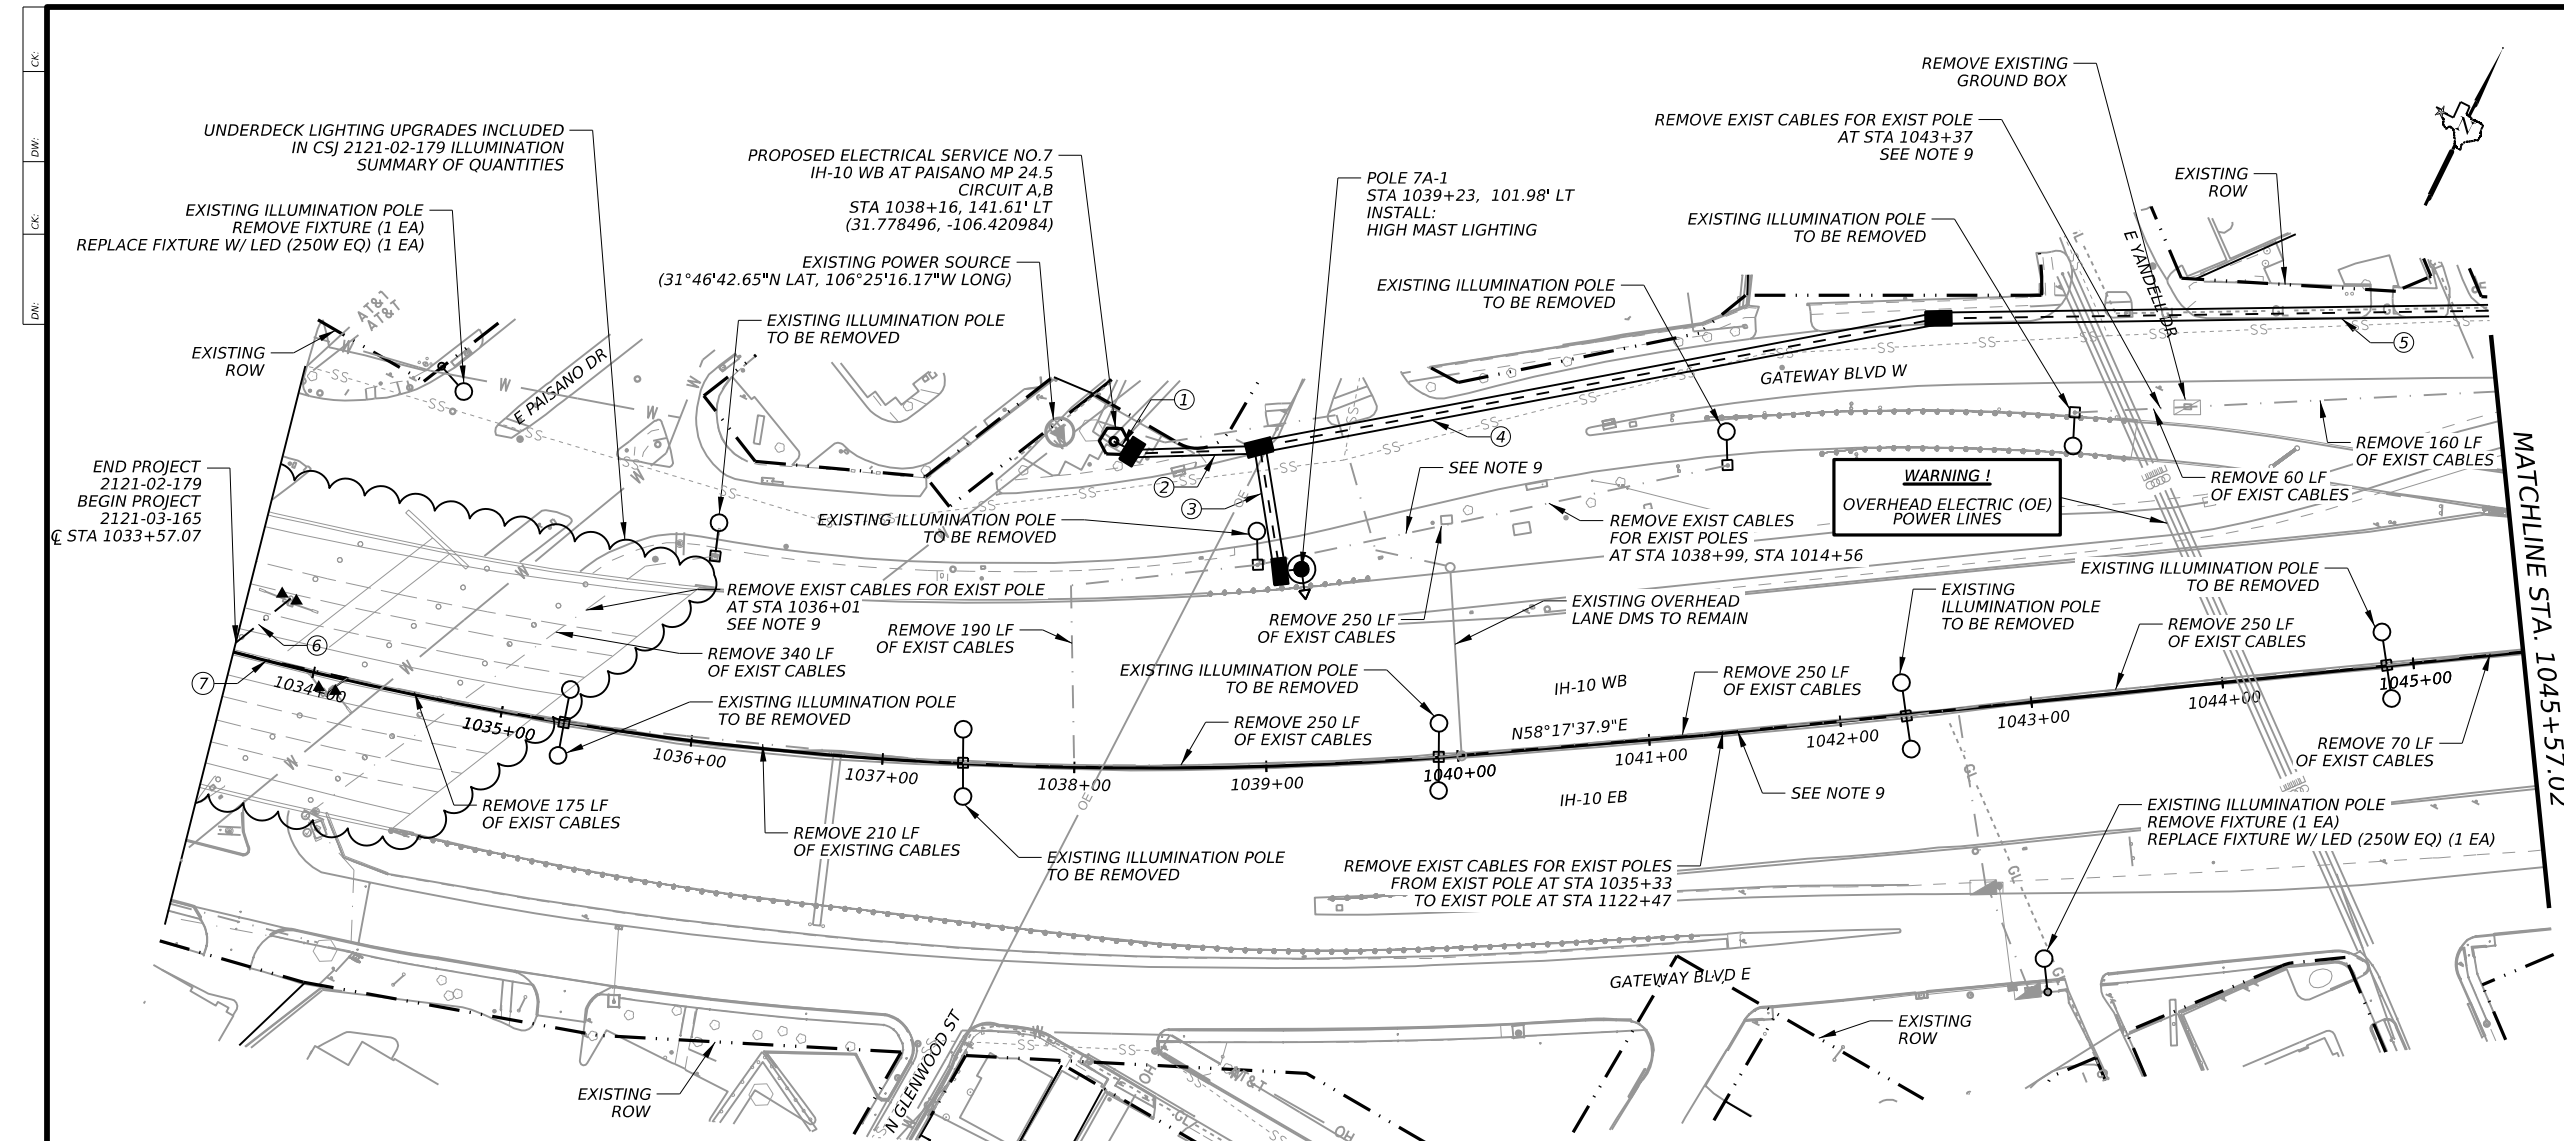 CK:
DW:
CK:
DN:
REMOVE EXISTING
GROUND BOX
REMOVE EXIST CABLES FOR EXIST POLE
AT STA 1043+37
SEE NOTE 9
UNDERDECK LIGHTING UPGRADES INCLUDED
IN CSJ 2121-02-179 ILLUMINATION
SUMMARY OF QUANTITIES
PROPOSED ELECTRICAL SERVICE NO.7
IH-10 WB AT PAISANO MP 24.5
CIRCUIT A,B
STA 1038+16, 141.61' LT
(31.778496, -106.420984)
POLE 7A-1
STA 1039+23, 101.98' LT
INSTALL:
HIGH MAST LIGHTING
EXISTING
ROW
N
EXISTING ILLUMINATION POLE
REMOVE FIXTURE (1 EA)
REPLACE FIXTURE W/ LED (250W EQ) (1 EA)
EXISTING ILLUMINATION POLE
TO BE REMOVED
EXISTING POWER SOURCE
(31°46'42.65"N LAT, 106°25'16.17"W LONG)
EXISTING ILLUMINATION POLE
TO BE REMOVED
E YANDELL DR
AT&T
AT&T
EXISTING ILLUMINATION POLE
TO BE REMOVED
EXISTING
ROW
E PAISANO DR
GATEWAY BLVD W
1
2
3
4
5
END PROJECT
2121-02-179
BEGIN PROJECT
2121-03-165
℄ STA 1033+57.07
SEE NOTE 9
REMOVE 160 LF
OF EXIST CABLES
REMOVE 60 LF
OF EXIST CABLES
WARNING !
OVERHEAD ELECTRIC (OE)
POWER LINES
MATCHLINE STA. 1045+57.02
EXISTING ILLUMINATION POLE
TO BE REMOVED
REMOVE EXIST CABLES
FOR EXIST POLES
AT STA 1038+99, STA 1014+56
EXISTING ILLUMINATION POLE
TO BE REMOVED
REMOVE EXIST CABLES FOR EXIST POLE
AT STA 1036+01
SEE NOTE 9
REMOVE 190 LF
OF EXIST CABLES
REMOVE 250 LF
OF EXIST CABLES
EXISTING OVERHEAD
LANE DMS TO REMAIN
EXISTING
ILLUMINATION POLE
TO BE REMOVED
REMOVE 250 LF
OF EXIST CABLES
6
7
REMOVE 340 LF
OF EXIST CABLES
EXISTING ILLUMINATION POLE
TO BE REMOVED
EXISTING ILLUMINATION POLE
TO BE REMOVED
IH-10 WB
REMOVE 250 LF
OF EXIST CABLES
REMOVE 250 LF
OF EXIST CABLES
N58°17'37.9"E
1034+00
1035+00
1036+00
1037+00
1038+00
1039+00
1040+00
1041+00
1042+00
1043+00
1044+00
1045+00
REMOVE 70 LF
OF EXIST CABLES
IH-10 EB
SEE NOTE 9
REMOVE 175 LF
OF EXIST CABLES
REMOVE 210 LF
OF EXISTING CABLES
EXISTING ILLUMINATION POLE
TO BE REMOVED
REMOVE EXIST CABLES FOR EXIST POLES
FROM EXIST POLE AT STA 1035+33
TO EXIST POLE AT STA 1122+47
EXISTING ILLUMINATION POLE
REMOVE FIXTURE (1 EA)
REPLACE FIXTURE W/ LED (250W EQ) (1 EA)
GATEWAY BLVD E
EXISTING
ROW
EXISTING
ROW
N GLENWOOD ST